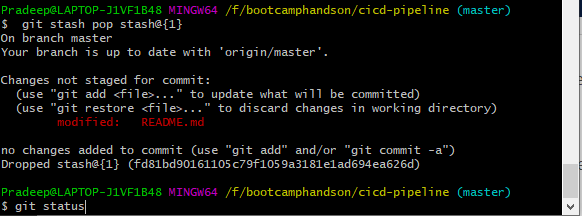 Pradeep@LAPTOP-J1VF1B48 MINGW64 /f/bootcamphandson/cicd-pipeline (master)
$ git stash pop stash@{1}
On branch master
Your branch is up to date with 'origin/master'.
Changes not staged for commit:
(use "git add <file>..." to update what will be committed)
(use "git restore <file>..." to discard changes in working directory)
modified: README.md
no changes added to commit (use "git add" and/or "git commit -a")
Dropped stash@{1} (fd81bd90161105c79f1059a3181e1ad694ea626d)
Pradeep@LAPTOP-J1VF1B48 MINGW64 /f/bootcamphandson/cicd-pipeline (master)
$ git status